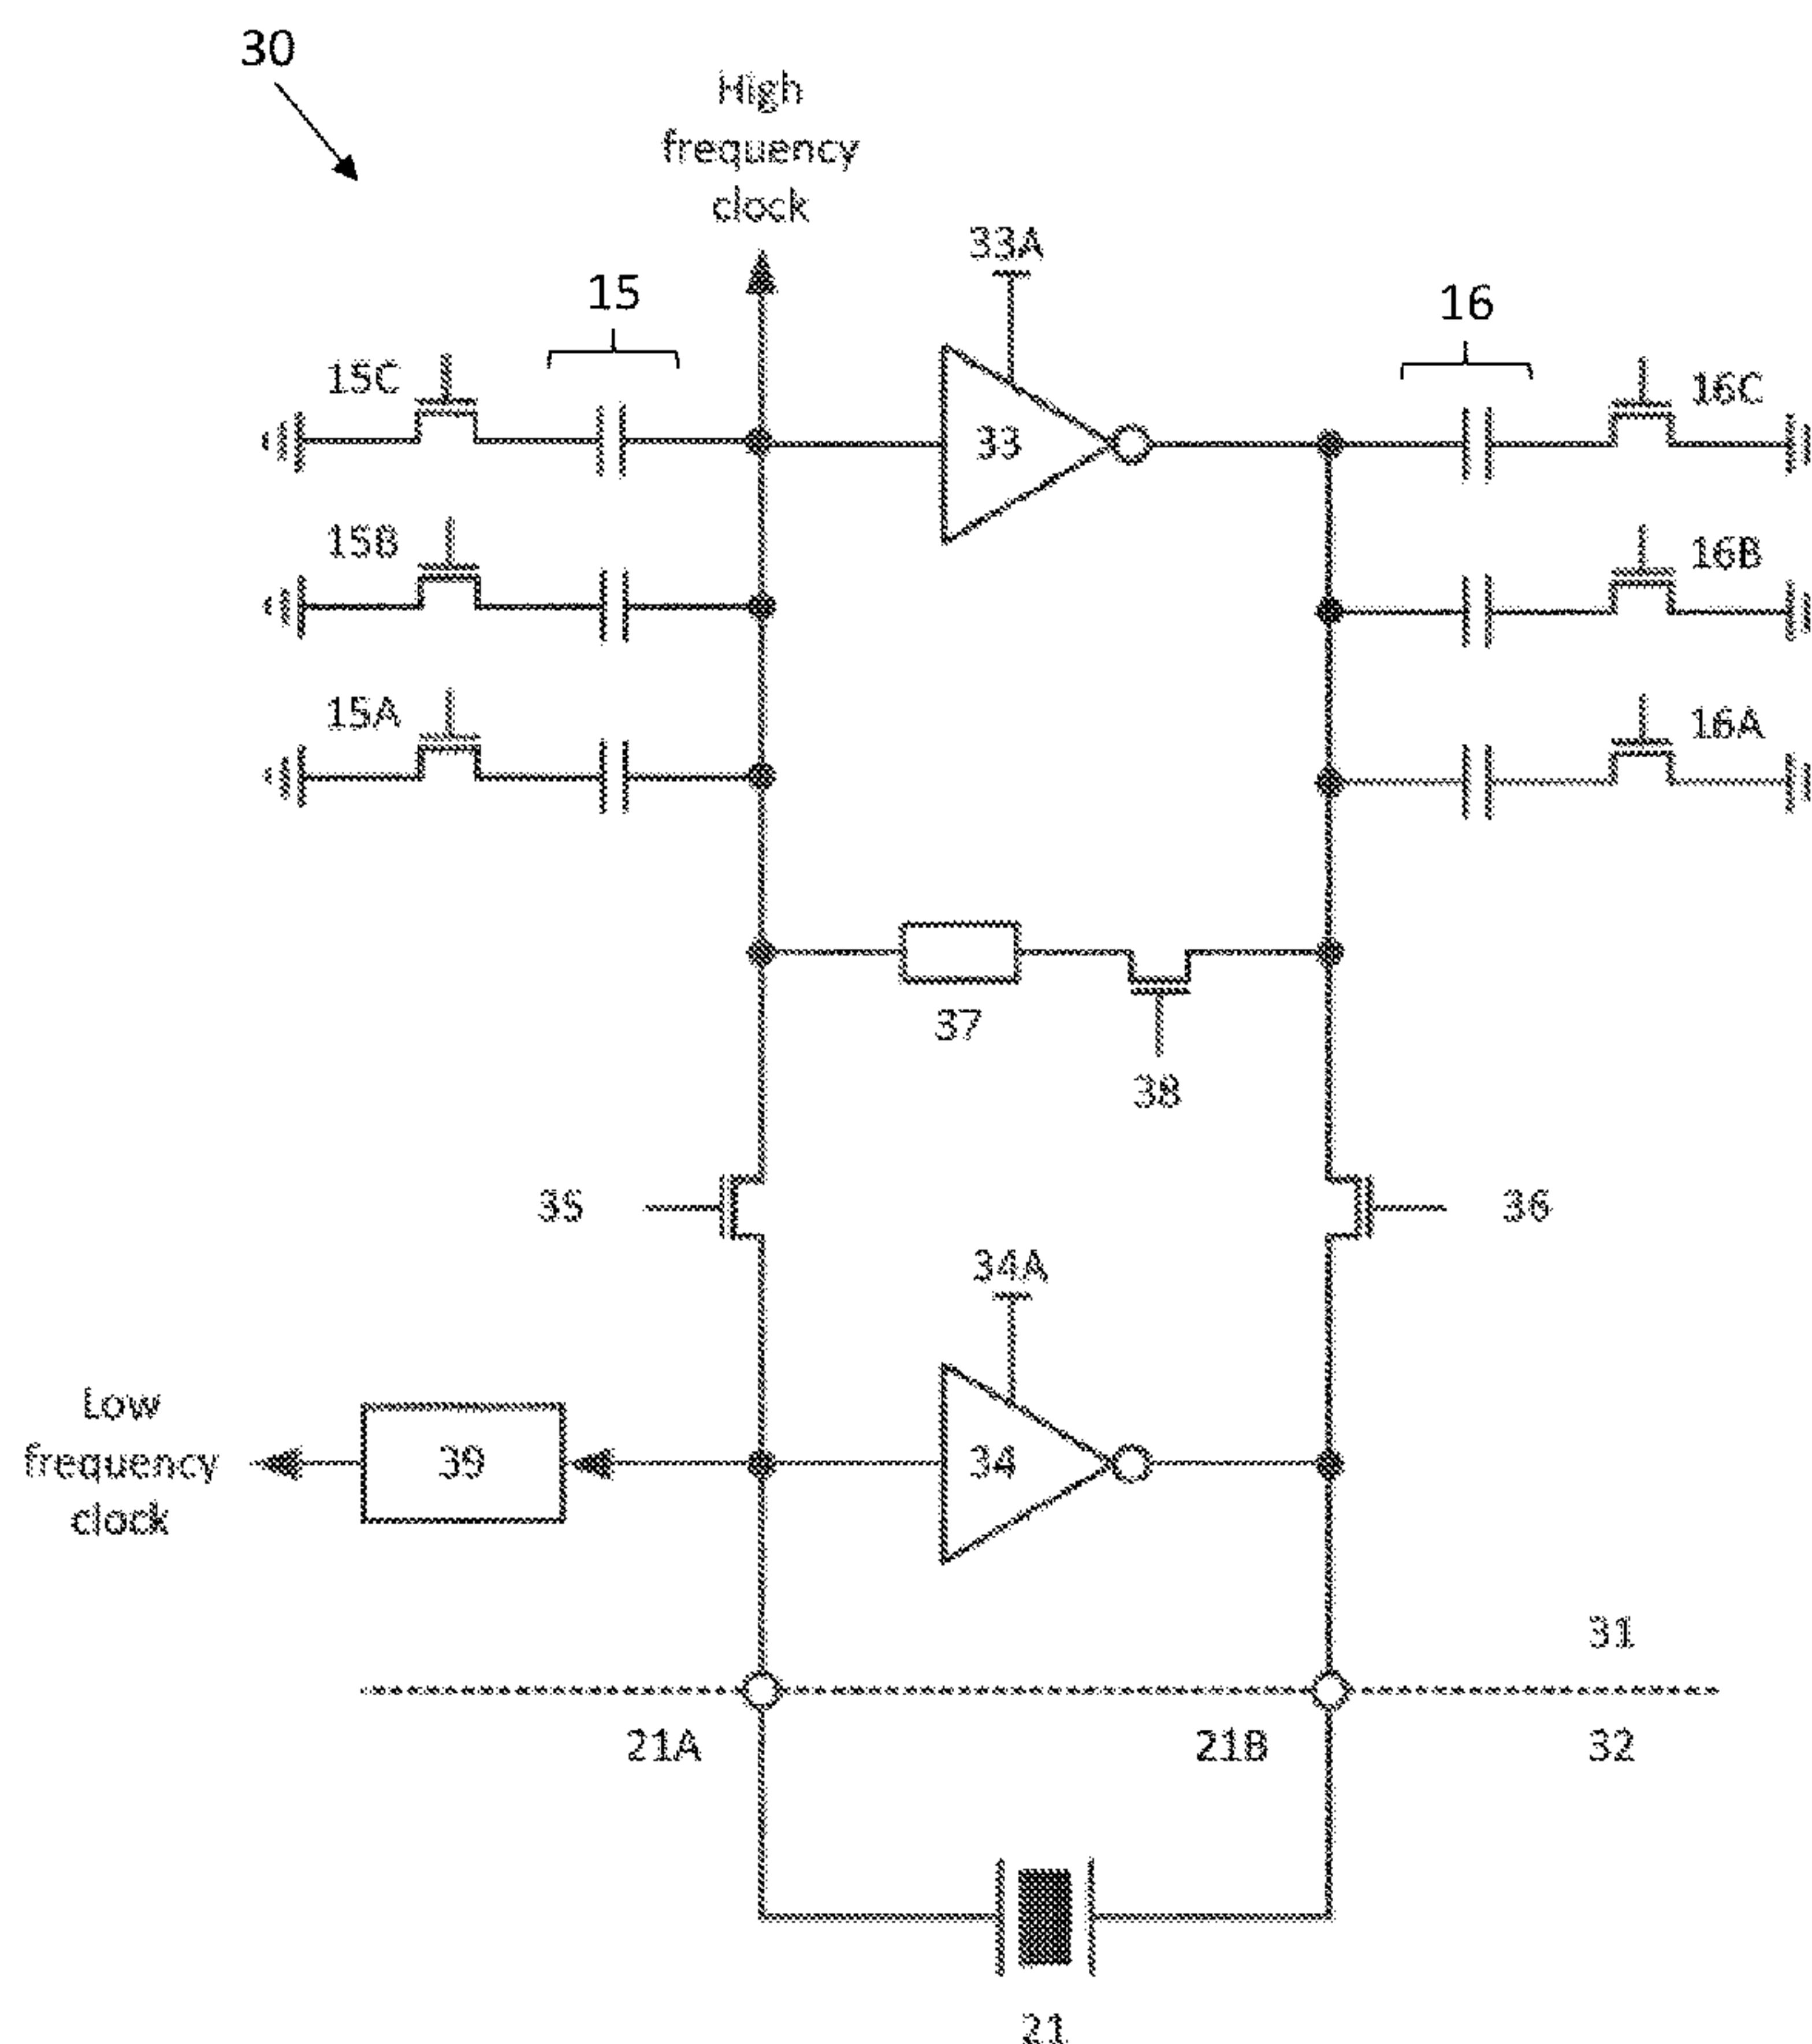 30
High
frequency
clock
33A
15
16
15C
33
16C
15B
16B
15A
16A
37
38
35
36
34A
Low
frequency
clock
39
34
31
21A
21B
32
21